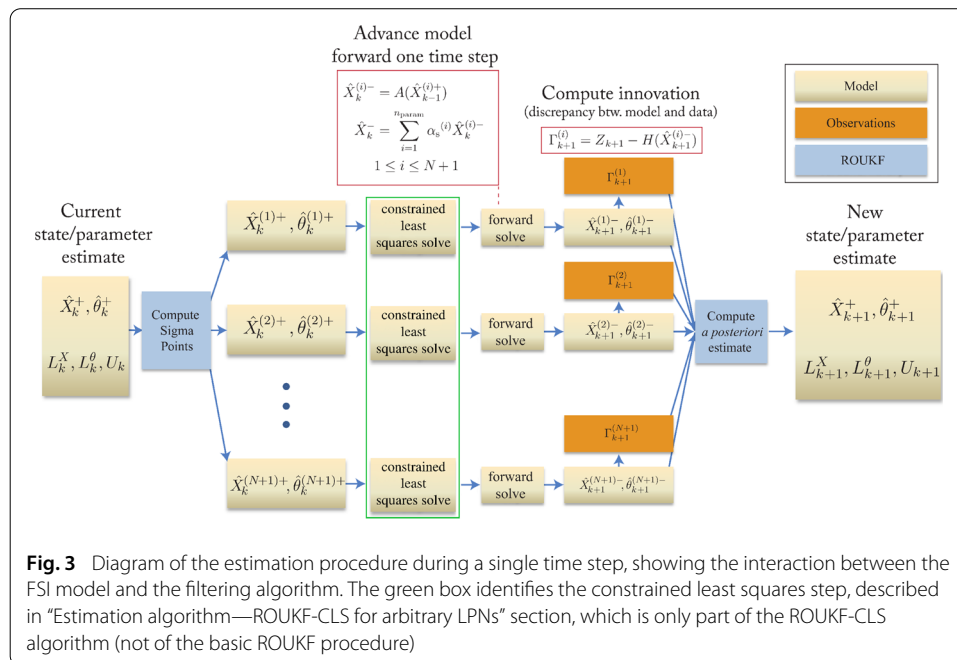 Advance model
forward one time step
X̂_k^{(i)−} = A(X̂_{k−1}^{(i)+})
X̂_k^− = ∑_{i=1}^{n_param} α_s^{(i)} X̂_k^{(i)−}
1 ≤ i ≤ N + 1
Compute innovation
(discrepancy btw. model and data)
Γ_{k+1}^{(i)} = Z_{k+1} − H(X̂_{k+1}^{(i)−})
Model
Observations
ROUKF
Current
state/parameter
estimate
X̂_k^+, θ̂_k^+
L_k^X, L_k^θ, U_k
Compute
Sigma
Points
X̂_k^{(1)+}, θ̂_k^{(1)+}
constrained
least
squares solve
forward
solve
Γ_{k+1}^{(1)}
X̂_{k+1}^{(1)−}, θ̂_{k+1}^{(1)−}
X̂_k^{(2)+}, θ̂_k^{(2)+}
constrained
least
squares solve
forward
solve
Γ_{k+1}^{(2)}
X̂_{k+1}^{(2)−}, θ̂_{k+1}^{(2)−}
X̂_k^{(N+1)+}, θ̂_k^{(N+1)+}
constrained
least
squares solve
forward
solve
Γ_{k+1}^{(N+1)}
X̂_{k+1}^{(N+1)−}, θ̂_{k+1}^{(N+1)−}
Compute
a posteriori
estimate
New
state/parameter
estimate
X̂_{k+1}^+, θ̂_{k+1}^+
L_{k+1}^X, L_{k+1}^θ, U_{k+1}
Fig. 3 Diagram of the estimation procedure during a single time step, showing the interaction between the
FSI model and the filtering algorithm. The green box identifies the constrained least squares step, described
in “Estimation algorithm—ROUKF-CLS for arbitrary LPNs” section, which is only part of the ROUKF-CLS
algorithm (not of the basic ROUKF procedure)